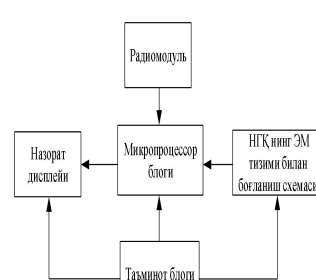 Радиомодуль
Назорат
дисплейи
Микропроцессор
блоги
НГҚ нинг ЭМ
тизими билан
боғланиш схемаси
Таъминот блоги